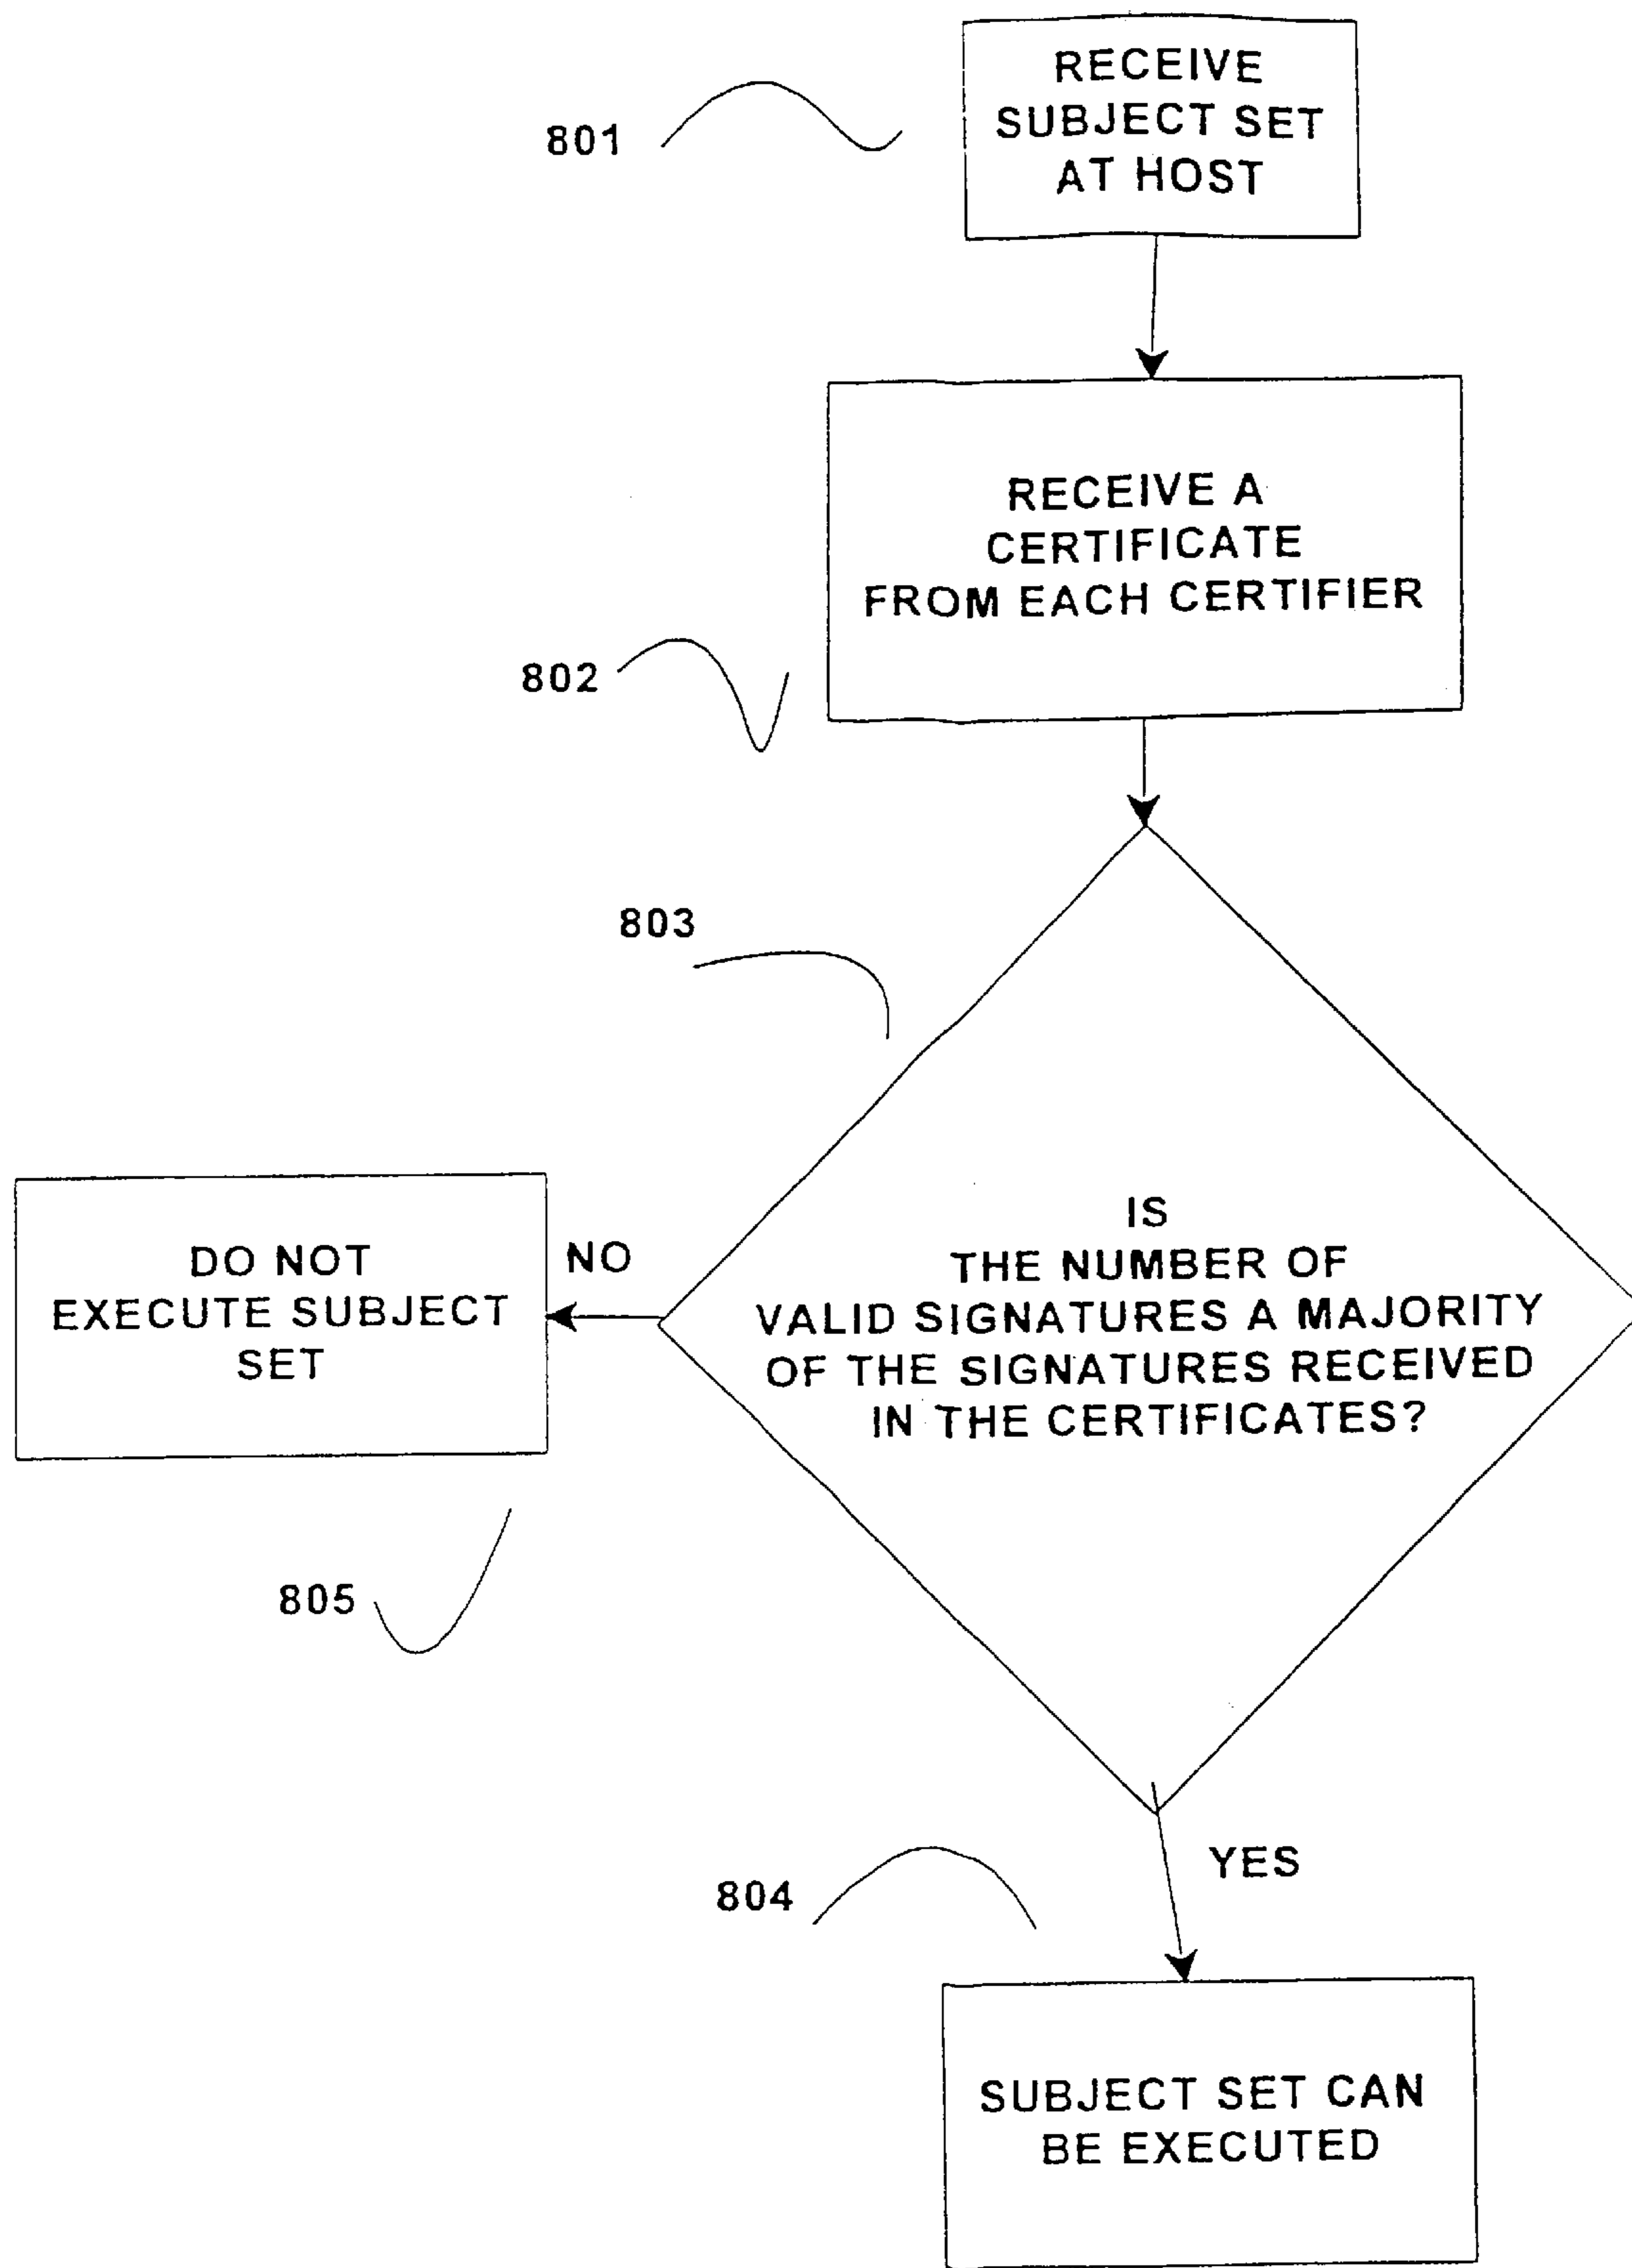 RECEIVE
SUBJECT SET
AT HOST
801
RECEIVE A
CERTIFICATE
FROM EACH CERTIFIER
802
803
IS
THE NUMBER OF
VALID SIGNATURES A MAJORITY
OF THE SIGNATURES RECEIVED
IN THE CERTIFICATES?
NO
DO NOT
EXECUTE SUBJECT
SET
805
YES
804
SUBJECT SET CAN
BE EXECUTED